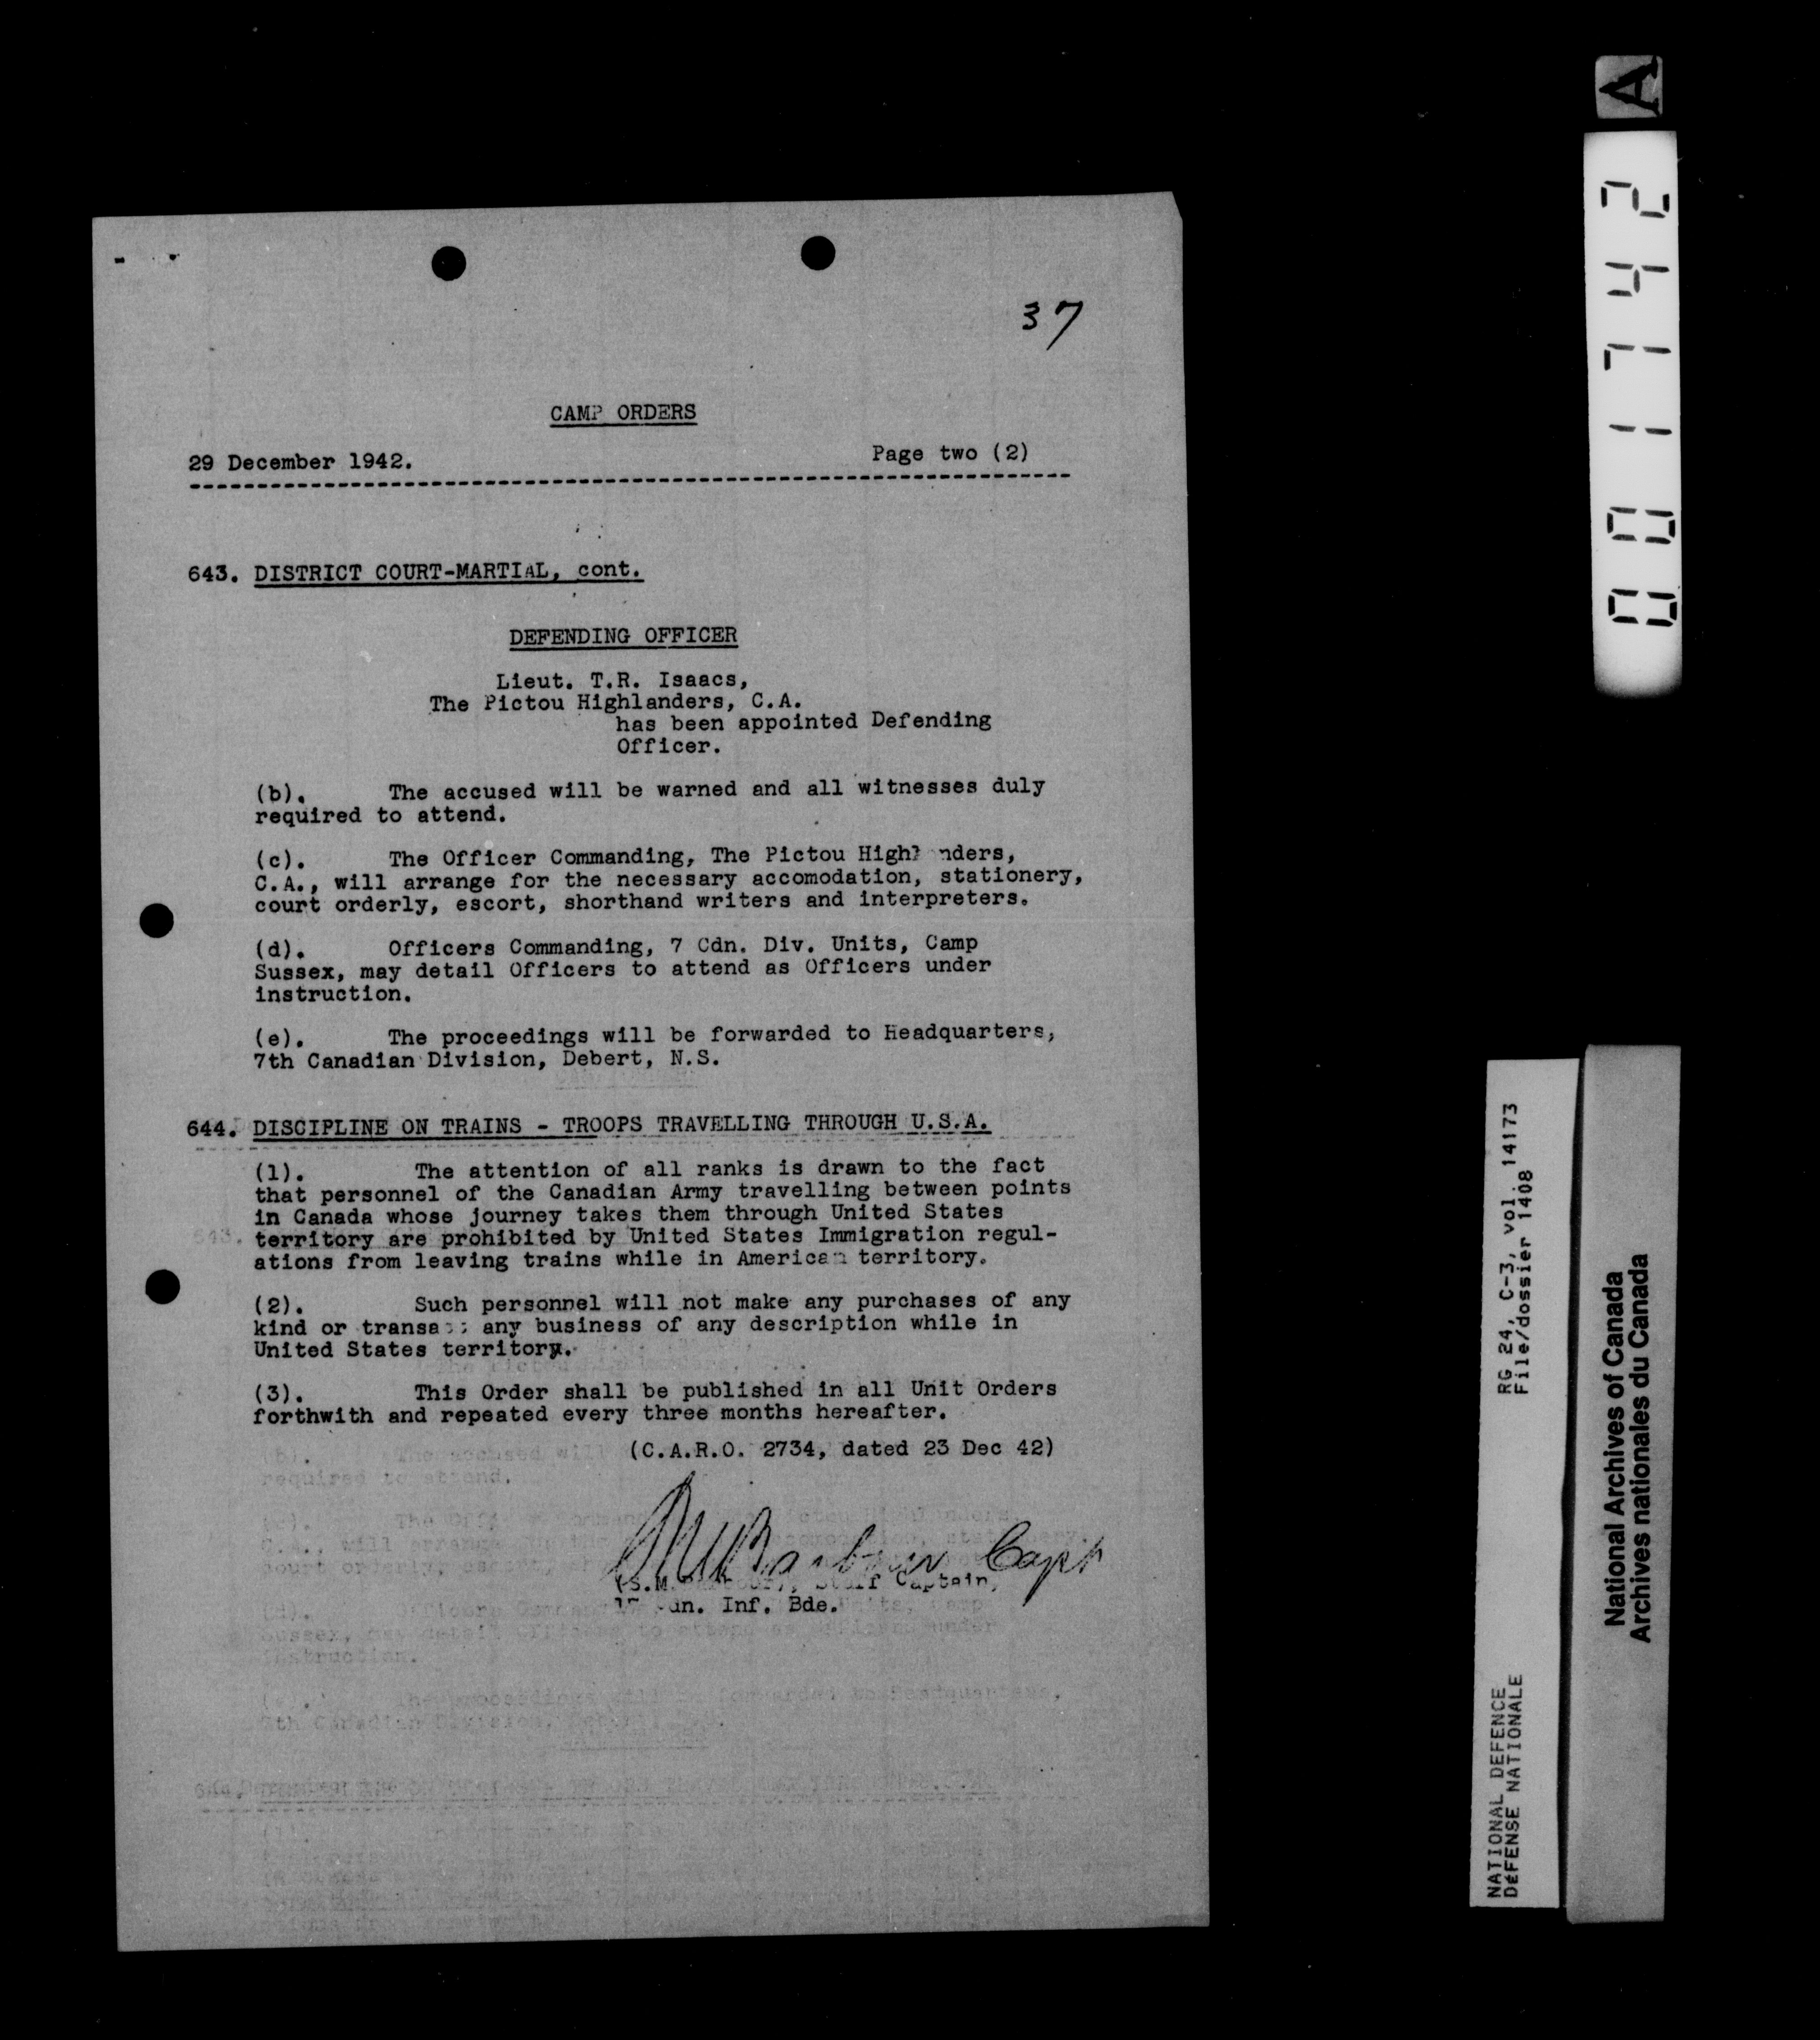 37
CAMP ORDERS
29 December 1942. Page two (2)
643. DISTRICT COURT-MARTIAL, cont.
DEFENDING OFFICER
Lieut. T.R. Isaacs,
The Pictou Highlanders, C.A.
has been appointed Defending
Officer.
(b). The accused will be warned and all witnesses duly
required to attend.
(c). The Officer Commanding, The Pictou Highlanders,
C.A., will arrange for the necessary accomodation, stationery,
court orderly, escort, shorthand writers and interpreters.
(d). Officers Commanding, 7 Cdn. Div. Units, Camp
Sussex, may detail Officers to attend as Officers under
instruction.
(e). The proceedings will be forwarded to Headquarters,
7th Canadian Division, Debert, N.S.
644. DISCIPLINE ON TRAINS - TROOPS TRAVELLING THROUGH U.S.A.
(1). The attention of all ranks is drawn to the fact
that personnel of the Canadian Army travelling between points
in Canada whose journey takes them through United States
territory are prohibited by United States Immigration regul-
ations from leaving trains while in American territory.
(2). Such personnel will not make any purchases of any
kind or transact any business of any description while in
United States territory.
(3). This Order shall be published in all Unit Orders
forthwith and repeated every three months hereafter.
(C.A.R.O. 2734, dated 23 Dec 42)
Capt
Staff Captain,
Inf. Bde.
A
001742
RG 24, C-3, vol. 14173
File/dossier 1408
NATIONAL DEFENCE
DÉFENSE NATIONALE
National Archives of Canada
Archives nationales du Canada